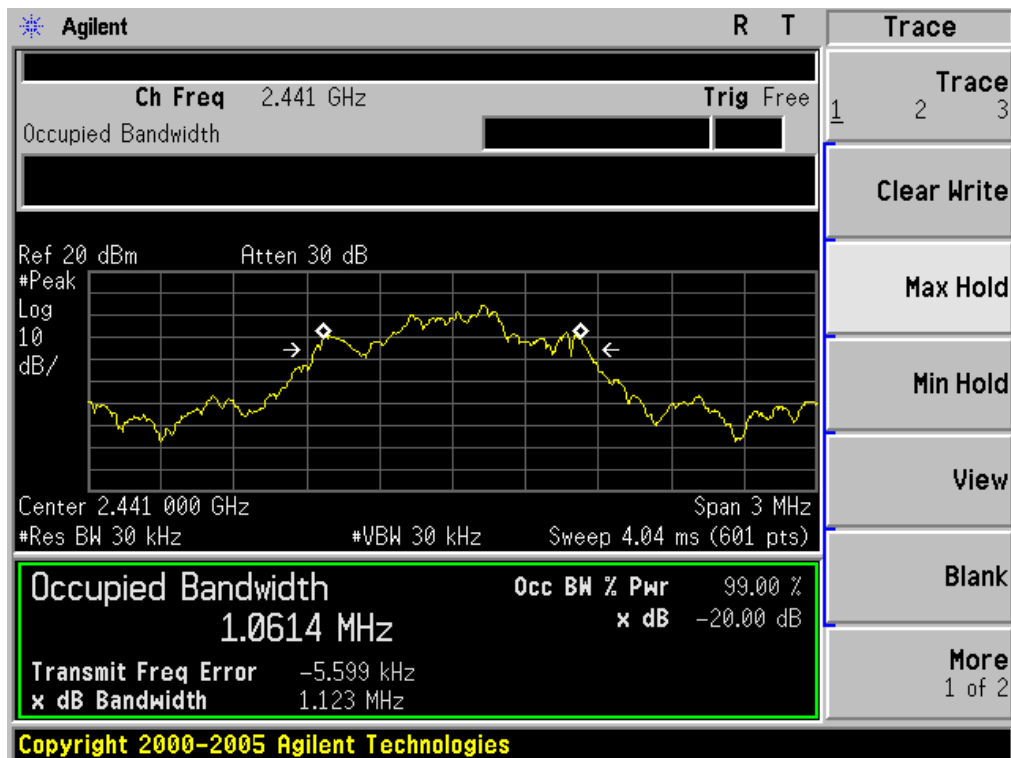 Agilent R T
Ch Freq 2.441 GHz Trig Free
Occupied Bandwidth
Ref 20 dBm Atten 30 dB
#Peak
Log
10
dB/
Center 2.441 000 GHz Span 3 MHz
#Res BW 30 kHz #VBW 30 kHz Sweep 4.04 ms (601 pts)
Occupied Bandwidth Occ BW % Pwr 99.00 %
1.0614 MHz x dB -20.00 dB
Transmit Freq Error -5.599 kHz
x dB Bandwidth 1.123 MHz
Copyright 2000-2005 Agilent Technologies
Trace
Trace
1 2 3
Clear Write
Max Hold
Min Hold
View
Blank
More
1 of 2